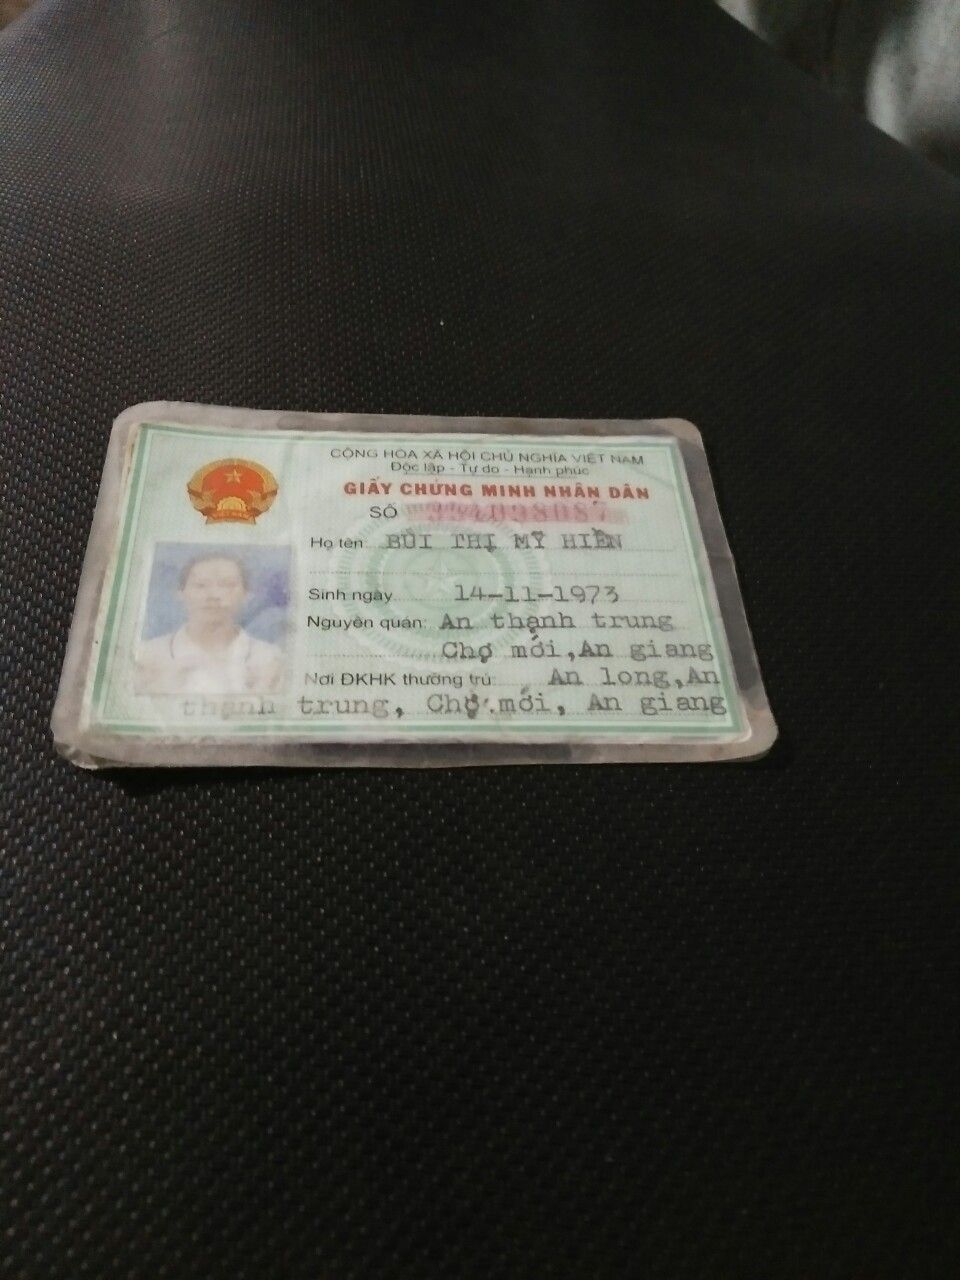 CỘNG HÒA XÃ HỘI CHỦ NGHĨA VIỆT NAM
Độc lập - Tự do - Hạnh phúc
GIẤY CHỨNG MINH NHÂN DÂN
SỐ
Họ tên: BÙI THỊ MỸ HIỀN
Sinh ngày 14-11-1973
Nguyên quán: An thạnh trung
Chợ mới,An giang
Nơi ĐKHK thường trú: An long,An
thạnh trung, Chợ mới, An giang
VIỆT NAM